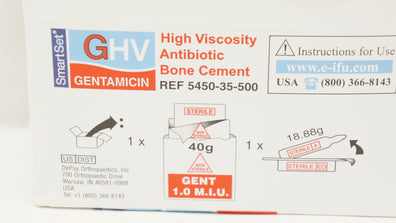 SmartSet®
GHV
GENTAMICIN
High Viscosity
Antibiotic
Bone Cement
REF 5450-35-500
Instructions for Use
www.e-ifu.com
USA ☎ (800) 366-8143
1 x
STERILE
NON STERILE
40g
NON STERILE
GENT
1.0 M.I.U.
1 x
18.88g
STERILE A
STERILE EO
US DIST
DePuy Orthopaedics, Inc
700 Orthopaedic Drive
Warsaw, IN 46581-0988
USA
Tel: +1 (800) 366 8143